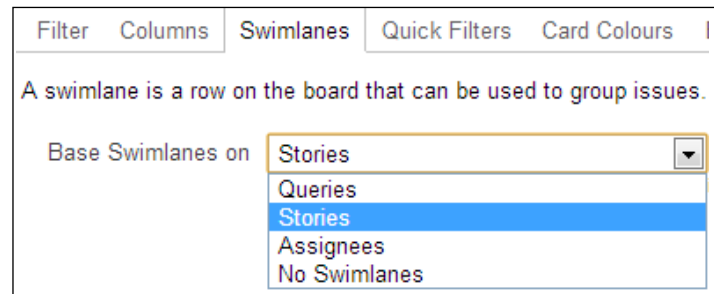 Filter Columns Swimlanes Quick Filters Card Colours
A swimlane is a row on the board that can be used to group issues.
Base Swimlanes on Stories
Queries
Stories
Assignees
No Swimlanes